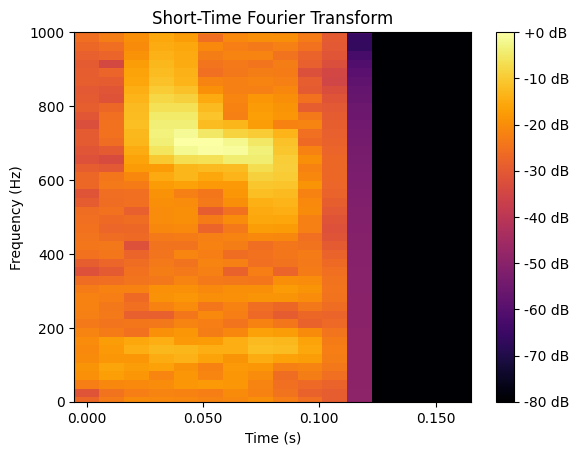 Short-Time Fourier Transform
1000
800
600
400
200
0
Frequency (Hz)
0.000
0.050
0.100
0.150
Time (s)
+0 dB
-10 dB
-20 dB
-30 dB
-40 dB
-50 dB
-60 dB
-70 dB
-80 dB